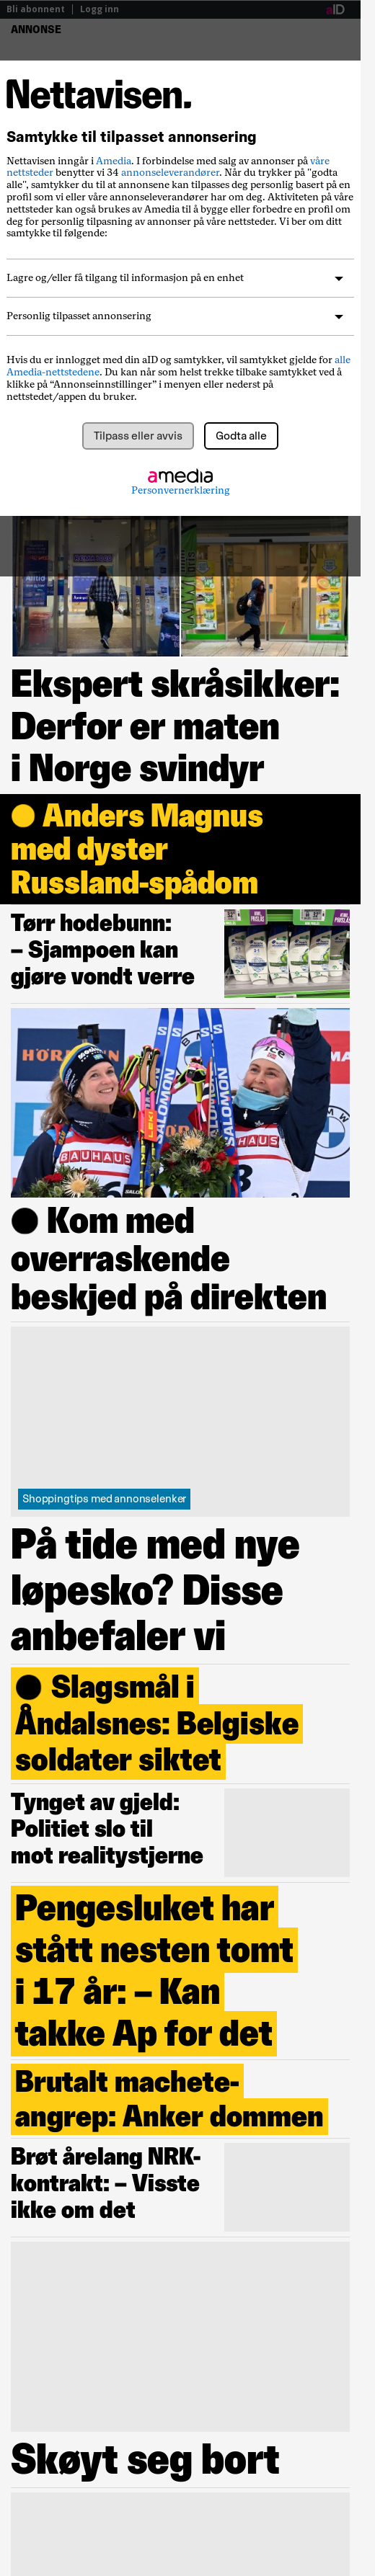 Bli abonnent | Logg inn
aID
ANNONSE
Nettavisen.
Samtykke til tilpasset annonsering
Nettavisen inngår i Amedia. I forbindelse med salg av annonser på våre
nettsteder benytter vi 34 annonseleverandører. Når du trykker på "godta
alle", samtykker du til at annonsene kan tilpasses deg personlig basert på en
profil som vi eller våre annonseleverandører har om deg. Aktiviteten på våre
nettsteder kan også brukes av Amedia til å bygge eller forbedre en profil om
deg for personlig tilpasning av annonser på våre nettsteder. Vi ber om ditt
samtykke til følgende:
Lagre og/eller få tilgang til informasjon på en enhet
Personlig tilpasset annonsering
Hvis du er innlogget med din aID og samtykker, vil samtykket gjelde for alle
Amedia-nettstedene. Du kan når som helst trekke tilbake samtykket ved å
klikke på “Annonseinnstillinger” i menyen eller nederst på
nettstedet/appen du bruker.
Tilpass eller avvis
Godta alle
amedia
Personvernerklæring
Ekspert skråsikker:
Derfor er maten
i Norge svindyr
Anders Magnus
med dyster
Russland-spådom
Tørr hodebunn:
– Sjampoen kan
gjøre vondt verre
BAUHAUS
HAUS
SALOMON
LEKI
8
3
Kom med
overraskende
beskjed på direkten
Shoppingtips med annonselenker
På tide med nye
løpesko? Disse
anbefaler vi
Slagsmål i
Åndalsnes: Belgiske
soldater siktet
Tynget av gjeld:
Politiet slo til
mot realitystjerne
Pengesluket har
stått nesten tomt
i 17 år: – Kan
takke Ap for det
Brutalt machete-
angrep: Anker dommen
Brøt årelang NRK-
kontrakt: – Visste
ikke om det
Skøyt seg bort